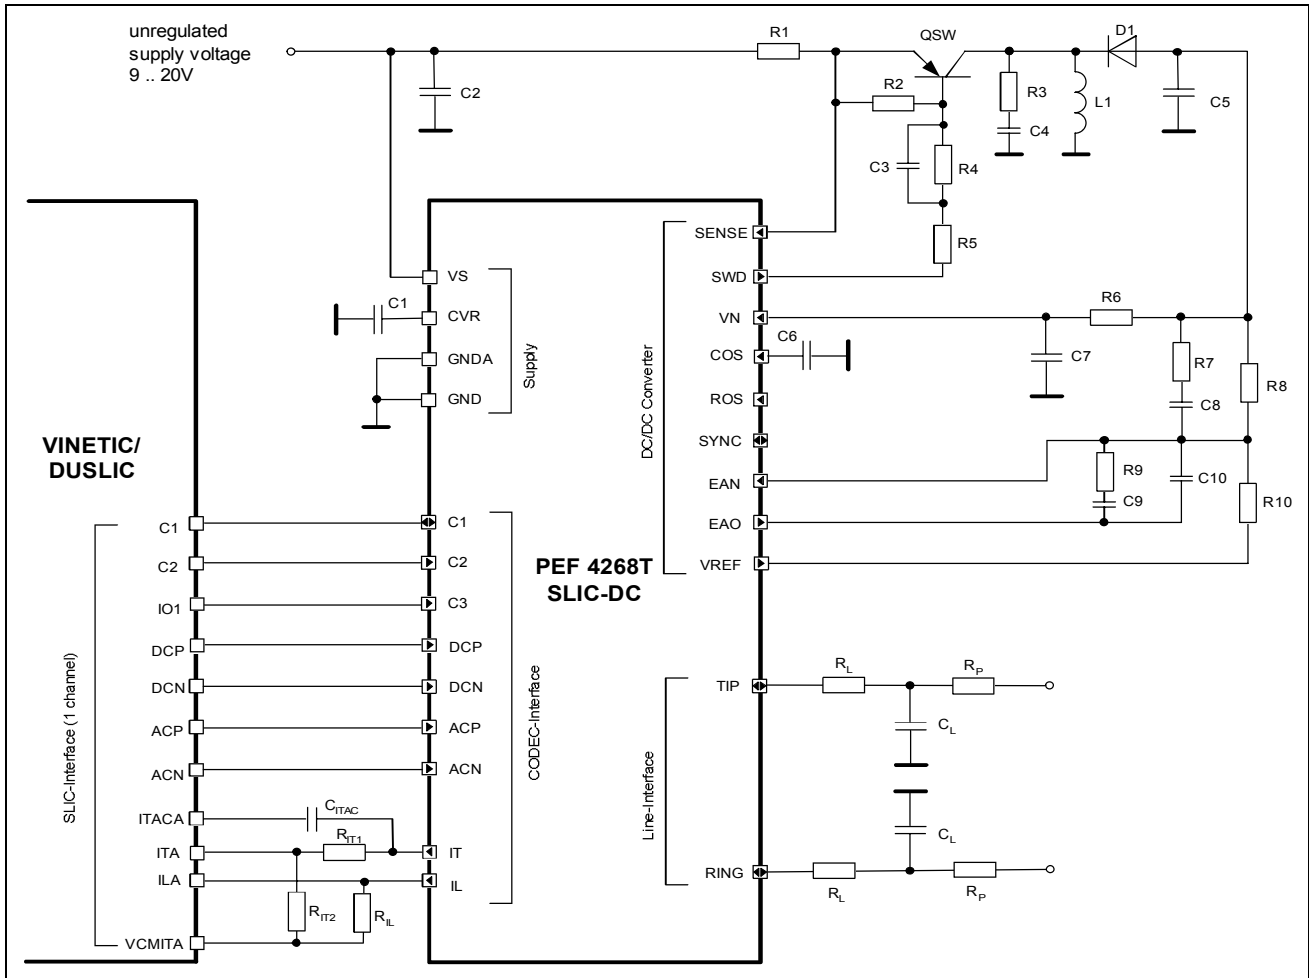 unregulated
supply voltage
9 .. 20V
R1
QSW
D1
C2
R2
R3
L1
C5
C4
C3
R4
R5
SENSE
SWD
VS
C1
CVR
GNDA
GND
Supply
DC/DC Converter
VN
COS
ROS
SYNC
EAN
EAO
VREF
R6
C6
C7
R7
C8
R8
R9
C9
C10
R10
VINETIC/
DUSLIC
PEF 4268T
SLIC-DC
SLIC-Interface (1 channel)
C1
C2
IO1
DCP
DCN
ACP
ACN
ITACA
ITA
ILA
VCMITA
CITAC
RIT1
RIT2
RIL
C1
C2
C3
DCP
DCN
ACP
ACN
IT
IL
CODEC-Interface
Line-Interface
TIP
RING
RL
RP
CL
CL
RL
RP